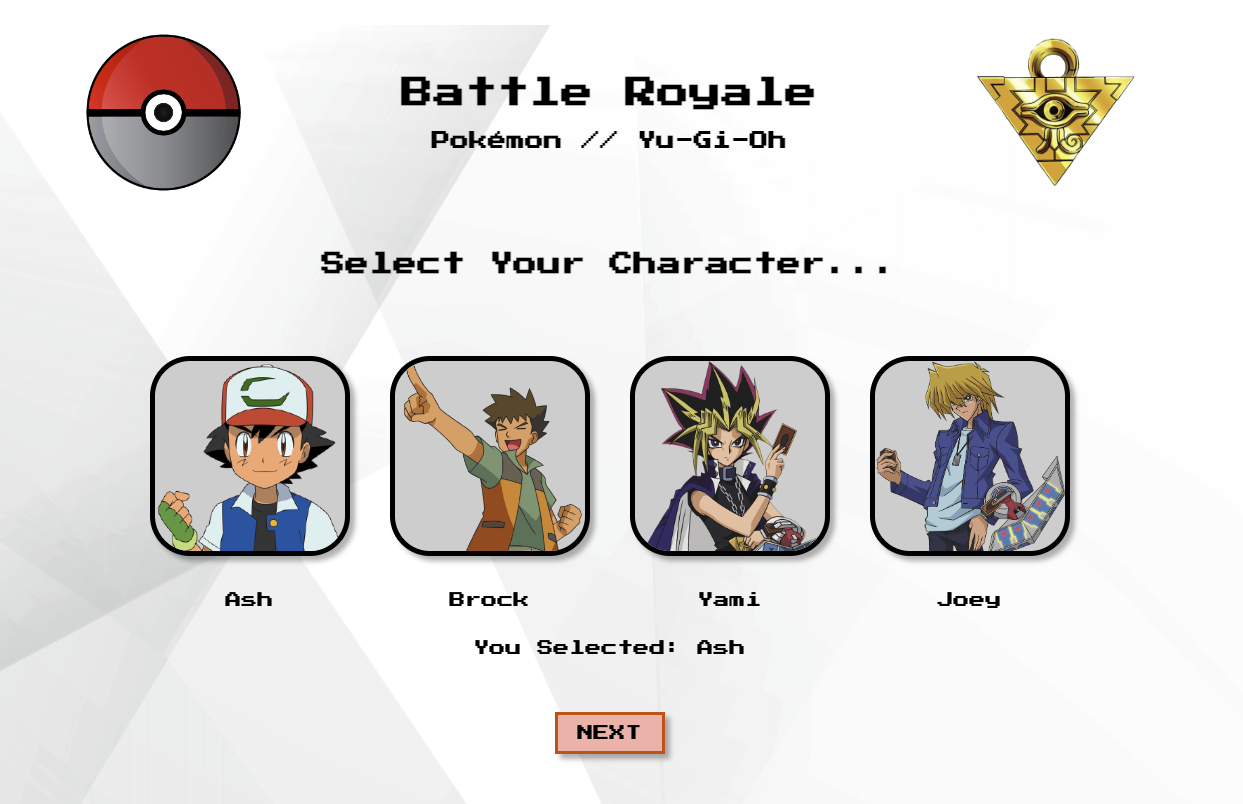 Battle Royale
Pokémon // Yu-Gi-Oh
Select Your Character...
Ash
Brock
Yami
Joey
You Selected: Ash
NEXT